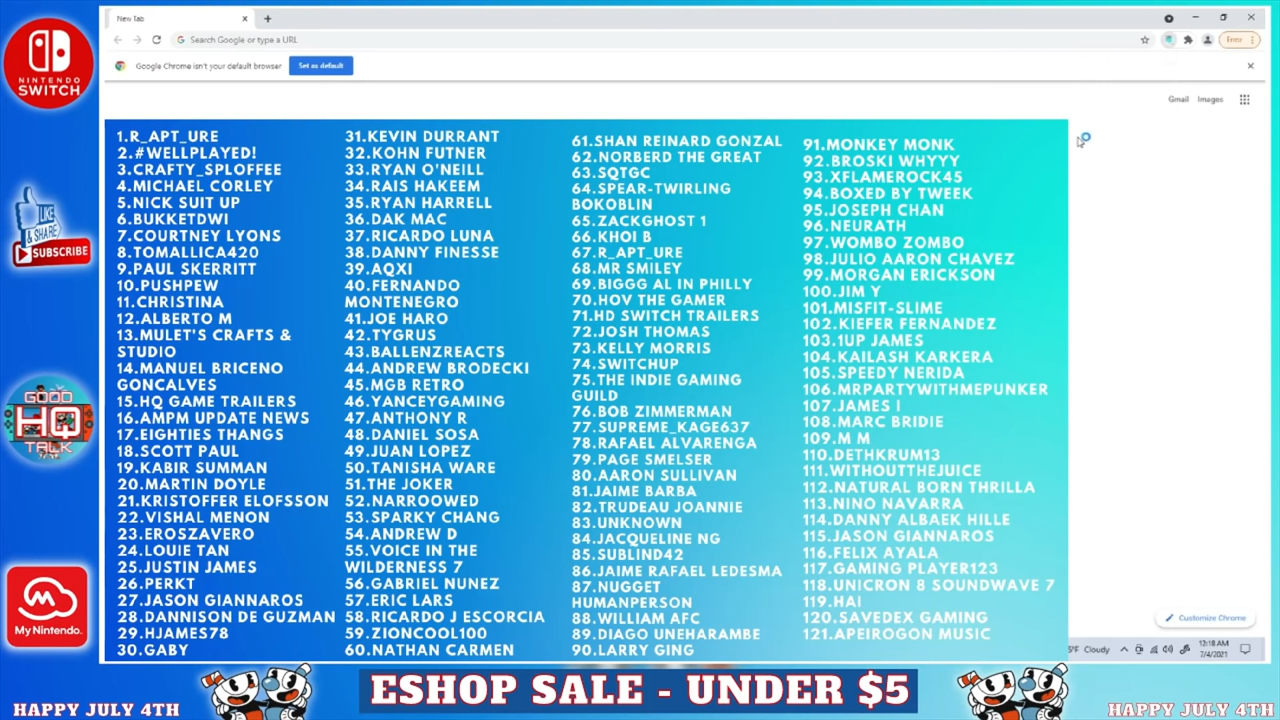 NINTENDO
SWITCH
LIKE
& SHARE
SUBSCRIBE
GOOD
HQ
TALK
My Nintendo.
New Tab
Search Google or type a URL
Error
Google Chrome isn't your default browser
Set as default
Gmail Images
1.R_APT_URE
2.#WELLPLAYED!
3.CRAFTY_SPLOFFEE
4.MICHAEL CORLEY
5.NICK SUIT UP
6.BUKKETDWI
7.COURTNEY LYONS
8.TOMALLICA420
9.PAUL SKERRITT
10.PUSHPEW
11.CHRISTINA
12.ALBERTO M
13.MULET'S CRAFTS &
STUDIO
14.MANUEL BRICENO
GONCALVES
15.HQ GAME TRAILERS
16.AMPM UPDATE NEWS
17.EIGHTIES THANGS
18.SCOTT PAUL
19.KABIR SUMMAN
20.MARTIN DOYLE
21.KRISTOFFER ELOFSSON
22.VISHAL MENON
23.EROSZAVERO
24.LOUIE TAN
25.JUSTIN JAMES
26.PERKT
27.JASON GIANNAROS
28.DANNISON DE GUZMAN
29.HJAMES78
30.GABY
31.KEVIN DURRANT
32.KOHN FUTNER
33.RYAN O'NEILL
34.RAIS HAKEEM
35.RYAN HARRELL
36.DAK MAC
37.RICARDO LUNA
38.DANNY FINESSE
39.AQXI
40.FERNANDO
MONTENEGRO
41.JOE HARO
42.TYGRUS
43.BALLENZREACTS
44.ANDREW BRODECKI
45.MGB RETRO
46.YANCEYGAMING
47.ANTHONY R
48.DANIEL SOSA
49.JUAN LOPEZ
50.TANISHA WARE
51.THE JOKER
52.NARROOWED
53.SPARKY CHANG
54.ANDREW D
55.VOICE IN THE
WILDERNESS 7
56.GABRIEL NUNEZ
57.ERIC LARS
58.RICARDO J ESCORCIA
59.ZIONCOOL100
60.NATHAN CARMEN
61.SHAN REINARD GONZAL
62.NORBERD THE GREAT
63.SQTGC
64.SPEAR-TWIRLING
BOKOBLIN
65.ZACKGHOST 1
66.KHOI B
67.R_APT_URE
68.MR SMILEY
69.BIGGG AL IN PHILLY
70.HOV THE GAMER
71.HD SWITCH TRAILERS
72.JOSH THOMAS
73.KELLY MORRIS
74.SWITCHUP
75.THE INDIE GAMING
GUILD
76.BOB ZIMMERMAN
77.SUPREME_KAGE637
78.RAFAEL ALVARENGA
79.PAGE SMELSER
80.AARON SULLIVAN
81.JAIME BARBA
82.TRUDEAU JOANNIE
83.UNKNOWN
84.JACQUELINE NG
85.SUBLIND42
86.JAIME RAFAEL LEDESMA
87.NUGGET
HUMANPERSON
88.WILLIAM AFC
89.DIAGO UNEHARAMBE
90.LARRY GING
91.MONKEY MONK
92.BROSKI WHYYY
93.XFLAMEROCK45
94.BOXED BY TWEEK
95.JOSEPH CHAN
96.NEURATH
97.WOMBO ZOMBO
98.JULIO AARON CHAVEZ
99.MORGAN ERICKSON
100.JIM Y
101.MISFIT-SLIME
102.KIEFER FERNANDEZ
103.1UP JAMES
104.KAILASH KARKERA
105.SPEEDY NERIDA
106.MRPARTYWITHMEPUNKER
107.JAMES I
108.MARC BRIDIE
109.M M
110.DETHKRUM13
111.WITHOUTTHEJUICE
112.NATURAL BORN THRILLA
113.NINO NAVARRA
114.DANNY ALBAEK HILLE
115.JASON GIANNAROS
116.FELIX AYALA
117.GAMING PLAYER123
118.UNICRON 8 SOUNDWAVE 7
119.HAI
120.SAVEDEX GAMING
121.APEIROGON MUSIC
Customize Chrome
5°F Cloudy
12:18 AM
7/4/2021
HAPPY JULY 4TH
ESHOP SALE - UNDER $5
HAPPY JULY 4TH